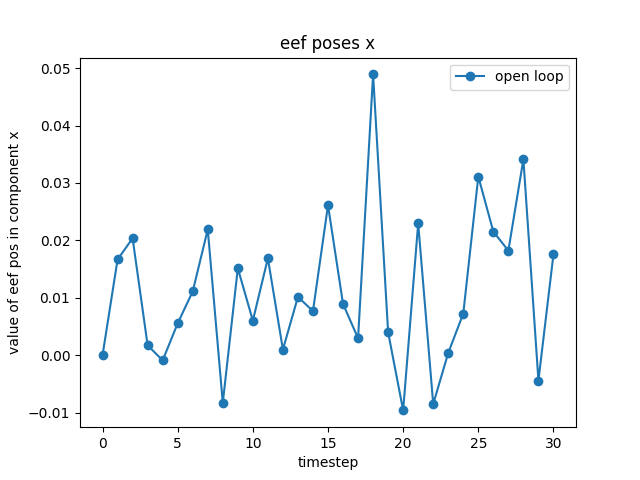 eef poses x
open loop
value of eef pos in component x
0.05
0.04
0.03
0.02
0.01
0.00
−0.01
0 5 10 15 20 25 30
timestep